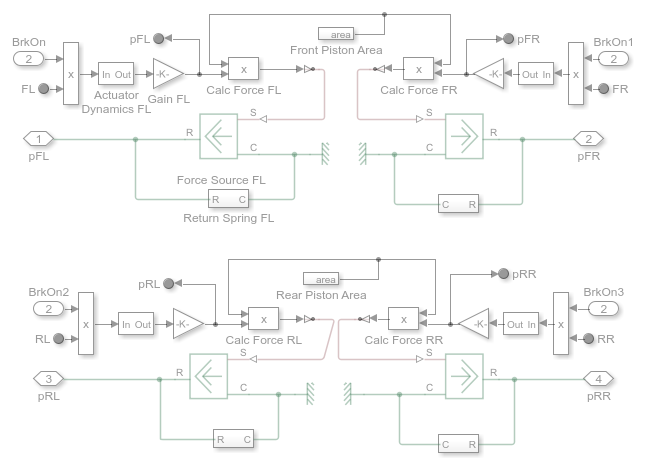 BrkOn
2
FL
x
In Out
Actuator
Dynamics FL
-K-
Gain FL
pFL
x
Calc Force FL
area
Front Piston Area
x
Calc Force FR
pFR
-K-
Out In
x
BrkOn1
2
FR
1
pFL
R
S
C
Force Source FL
R C
Return Spring FL
S
C
R
C R
2
pFR
BrkOn2
2
RL
x
In Out
-K-
pRL
x
Calc Force RL
area
Rear Piston Area
x
Calc Force RR
pRR
-K-
Out In
x
BrkOn3
2
RR
3
pRL
R
S
C
R C
S
C
R
C R
4
pRR